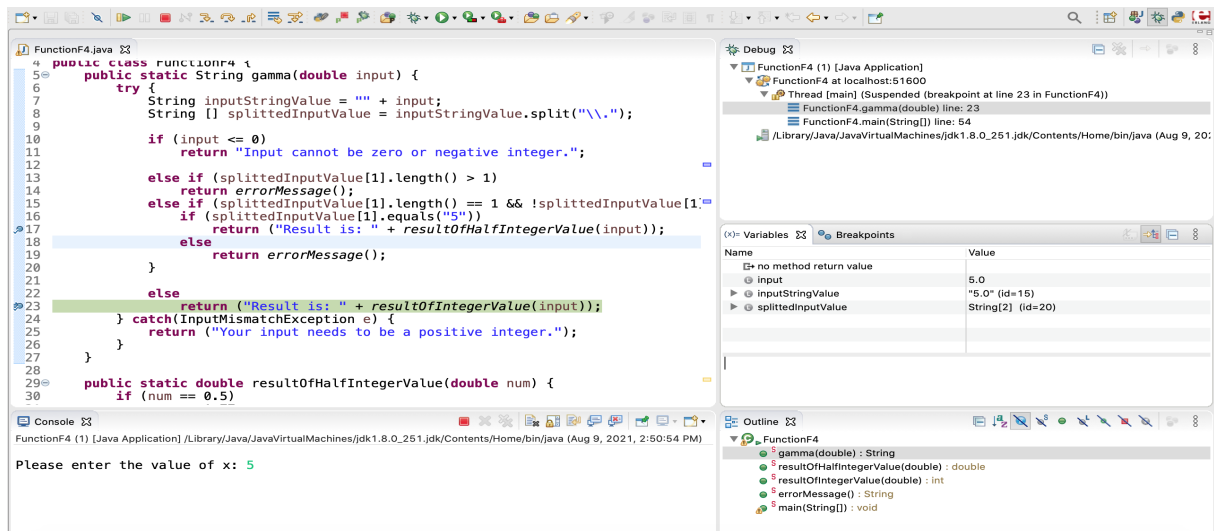 FunctionF4.java
4 public class FunctionF4 {
5 public static String gamma(double input) {
6 try {
7 String inputStringValue = "" + input;
8 String [] splittedInputValue = inputStringValue.split("\\.");
9
10 if (input <= 0)
11 return "Input cannot be zero or negative integer.";
12
13 else if (splittedInputValue[1].length() > 1)
14 return errorMessage();
15 else if (splittedInputValue[1].length() == 1 && !splittedInputValue[1]
16 if (splittedInputValue[1].equals("5"))
17 return ("Result is: " + resultOfHalfIntegerValue(input));
18 else
19 return errorMessage();
20 }
21
22 else
23 return ("Result is: " + resultOfIntegerValue(input));
24 } catch(InputMismatchException e) {
25 return ("Your input needs to be a positive integer.");
26 }
27 }
28
29 public static double resultOfHalfIntegerValue(double num) {
30 if (num == 0.5)
Debug
FunctionF4 (1) [Java Application]
FunctionF4 at localhost:51600
Thread [main] (Suspended (breakpoint at line 23 in FunctionF4))
FunctionF4.gamma(double) line: 23
FunctionF4.main(String[]) line: 54
/Library/Java/JavaVirtualMachines/jdk1.8.0_251.jdk/Contents/Home/bin/java (Aug 9, 202
(x)= Variables Breakpoints
Name Value
no method return value
input 5.0
inputStringValue "5.0" (id=15)
splittedInputValue String[2] (id=20)
Console
FunctionF4 (1) [Java Application] /Library/Java/JavaVirtualMachines/jdk1.8.0_251.jdk/Contents/Home/bin/java (Aug 9, 2021, 2:50:54 PM)
Please enter the value of x: 5
Outline
FunctionF4
S gamma(double) : String
S resultOfHalfIntegerValue(double) : double
S resultOfIntegerValue(double) : int
S errorMessage() : String
S main(String[]) : void